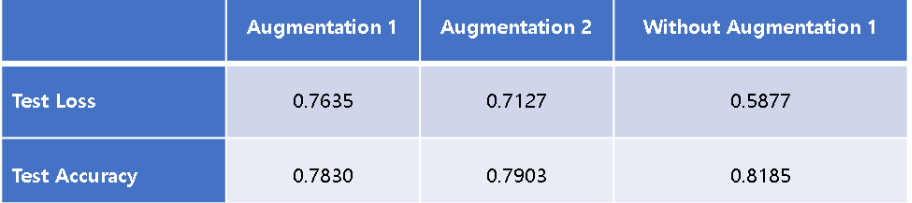 Augmentation 1 Augmentation 2 Without Augmentation 1
Test Loss 0.7635 0.7127 0.5877
Test Accuracy 0.7830 0.7903 0.8185